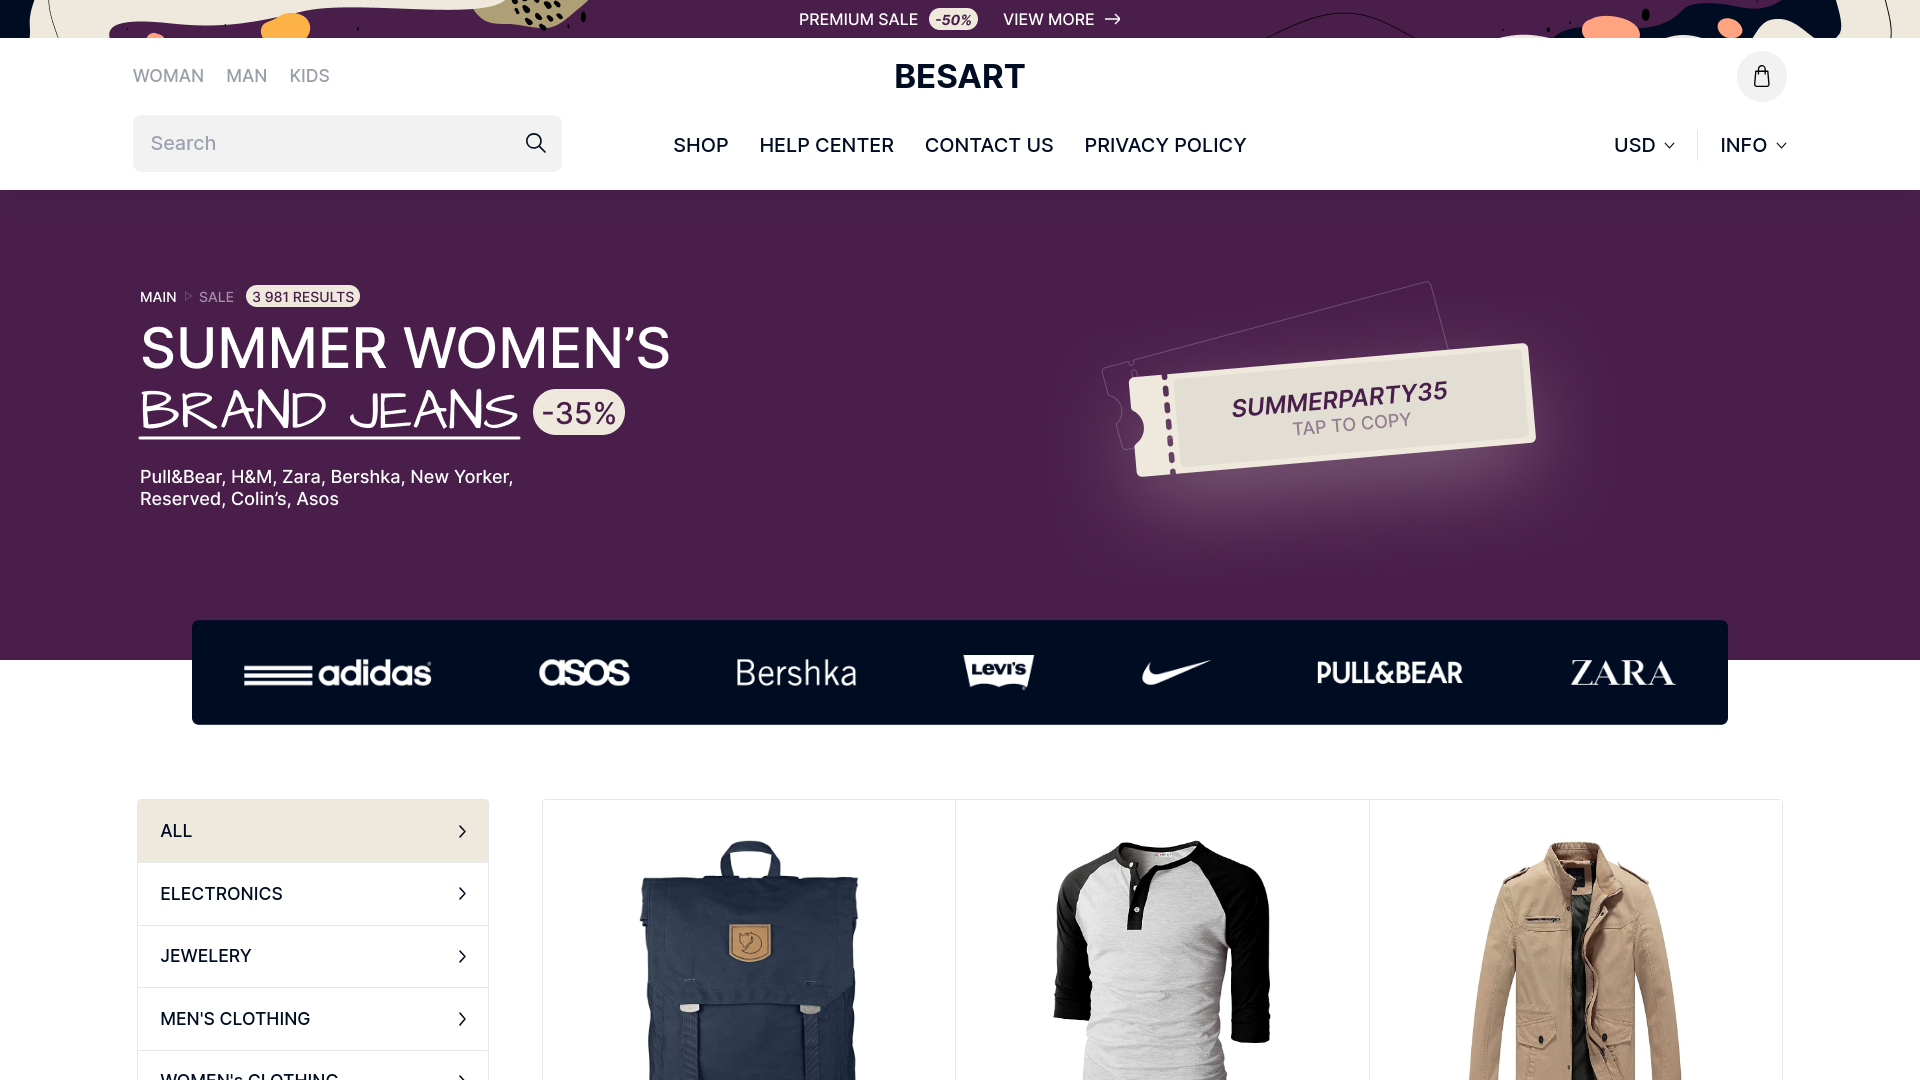 PREMIUM SALE -50% VIEW MORE
WOMAN MAN KIDS
BESART
Search
SHOP HELP CENTER CONTACT US PRIVACY POLICY
USD INFO
MAIN SALE 3 981 RESULTS
SUMMER WOMEN’S
BRAND JEANS -35%
Pull&Bear, H&M, Zara, Bershka, New Yorker,
Reserved, Colin’s, Asos
SUMMERPARTY35
TAP TO COPY
adidas asos Bershka Levi's PULL&BEAR ZARA
ALL
ELECTRONICS
JEWELERY
MEN'S CLOTHING
WOMEN's CLOTHING